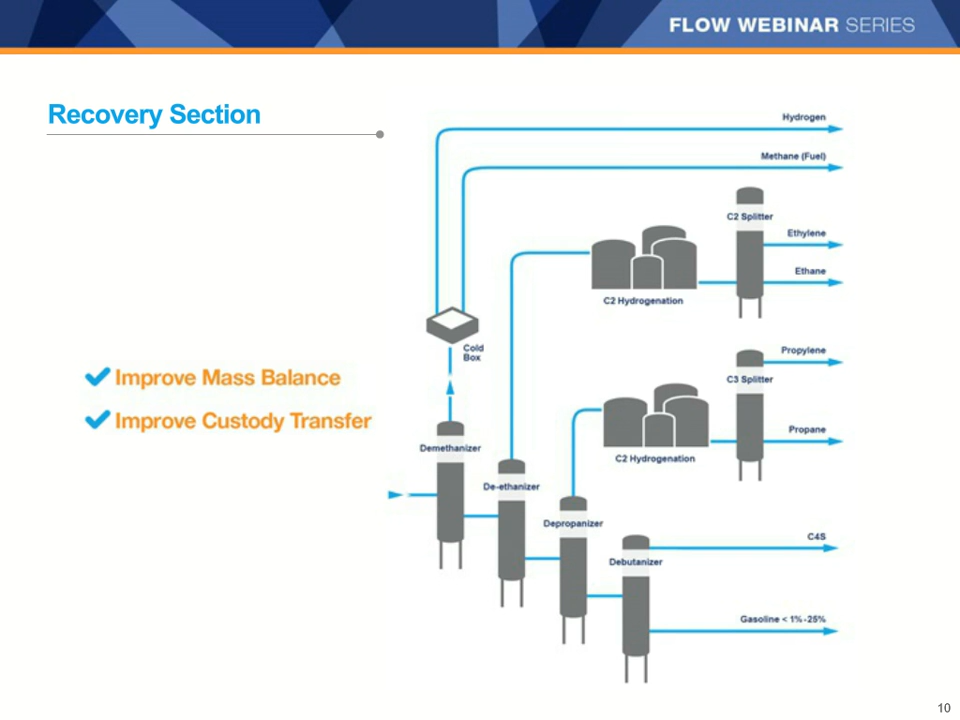 FLOW WEBINAR SERIES
Recovery Section
Hydrogen
Methane (Fuel)
C2 Splitter
Ethylene
Ethane
C2 Hydrogenation
Cold
Box
Propylene
C3 Splitter
Improve Mass Balance
Improve Custody Transfer
Propane
Demethanizer
C2 Hydrogenation
De-ethanizer
Depropanizer
C4S
Debutanizer
Gasoline < 1% -25%
10